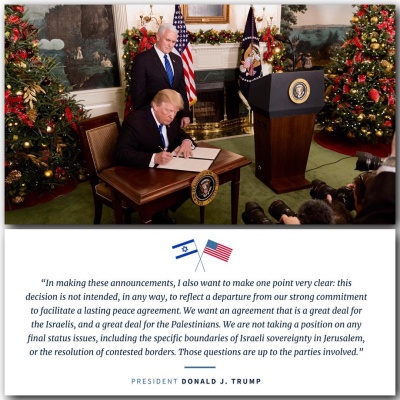 “In making these announcements, I also want to make one point very clear: this
decision is not intended, in any way, to reflect a departure from our strong commitment
to facilitate a lasting peace agreement. We want an agreement that is a great deal for
the Israelis, and a great deal for the Palestinians. We are not taking a position on any
final status issues, including the specific boundaries of Israeli sovereignty in Jerusalem,
or the resolution of contested borders. Those questions are up to the parties involved.”
PRESIDENT DONALD J. TRUMP